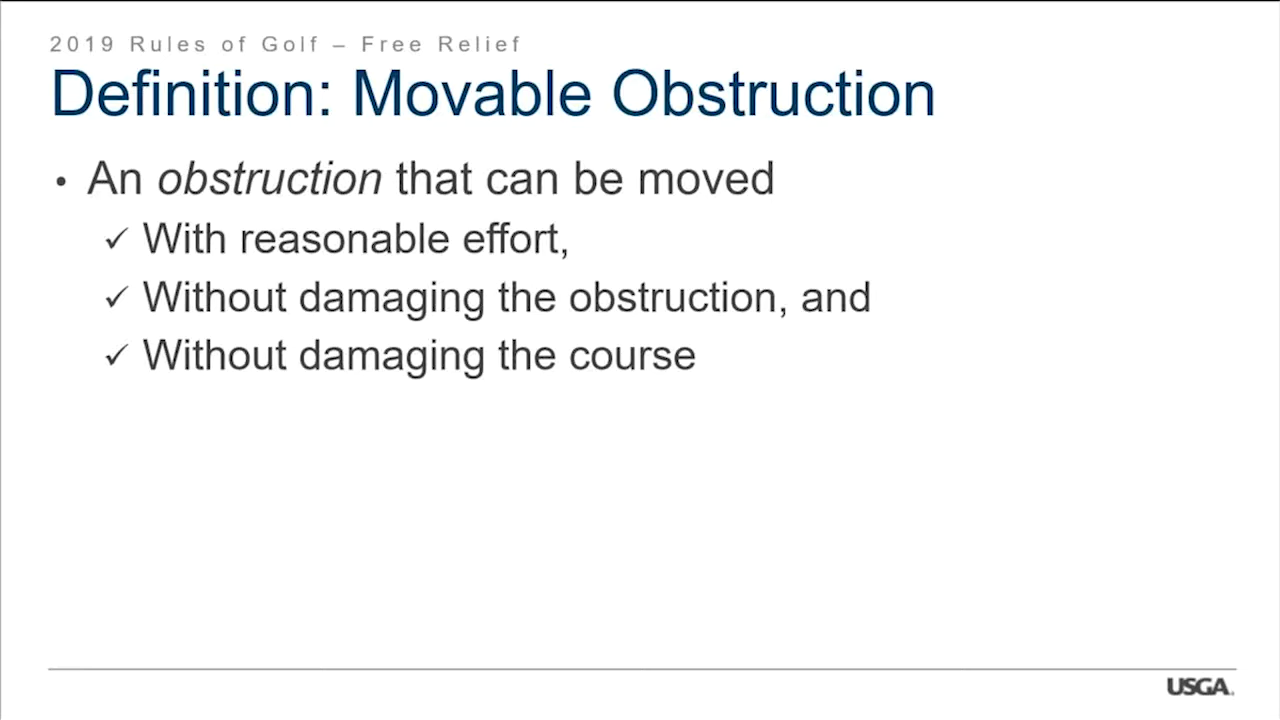 2019 Rules of Golf – Free Relief
Definition: Movable Obstruction
• An obstruction that can be moved
✓ With reasonable effort,
✓ Without damaging the obstruction, and
✓ Without damaging the course
USGA.